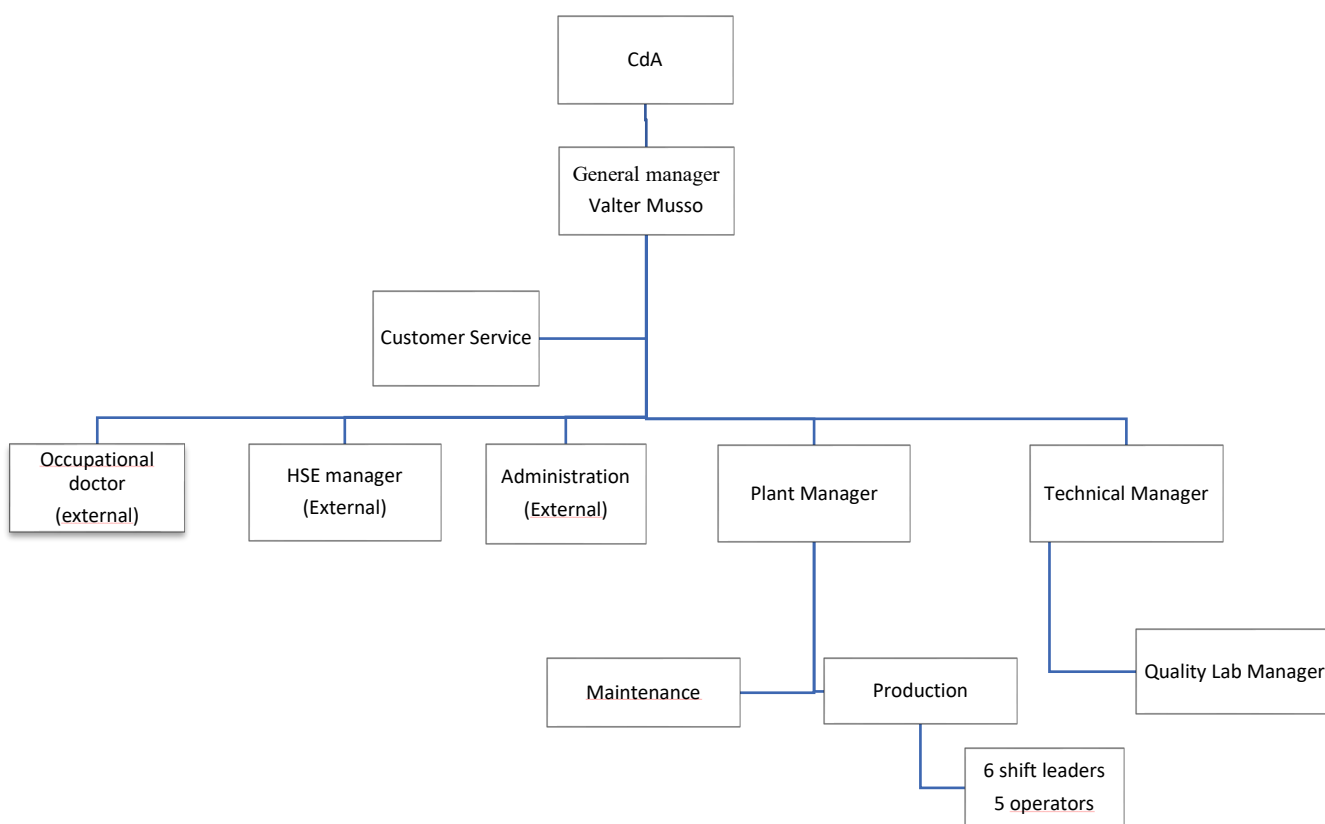 CdA
General manager
Valter Musso
Customer Service
Occupational
doctor
(external)
HSE manager
(External)
Administration
(External)
Plant Manager
Technical Manager
Maintenance
Production
Quality Lab Manager
6 shift leaders
5 operators